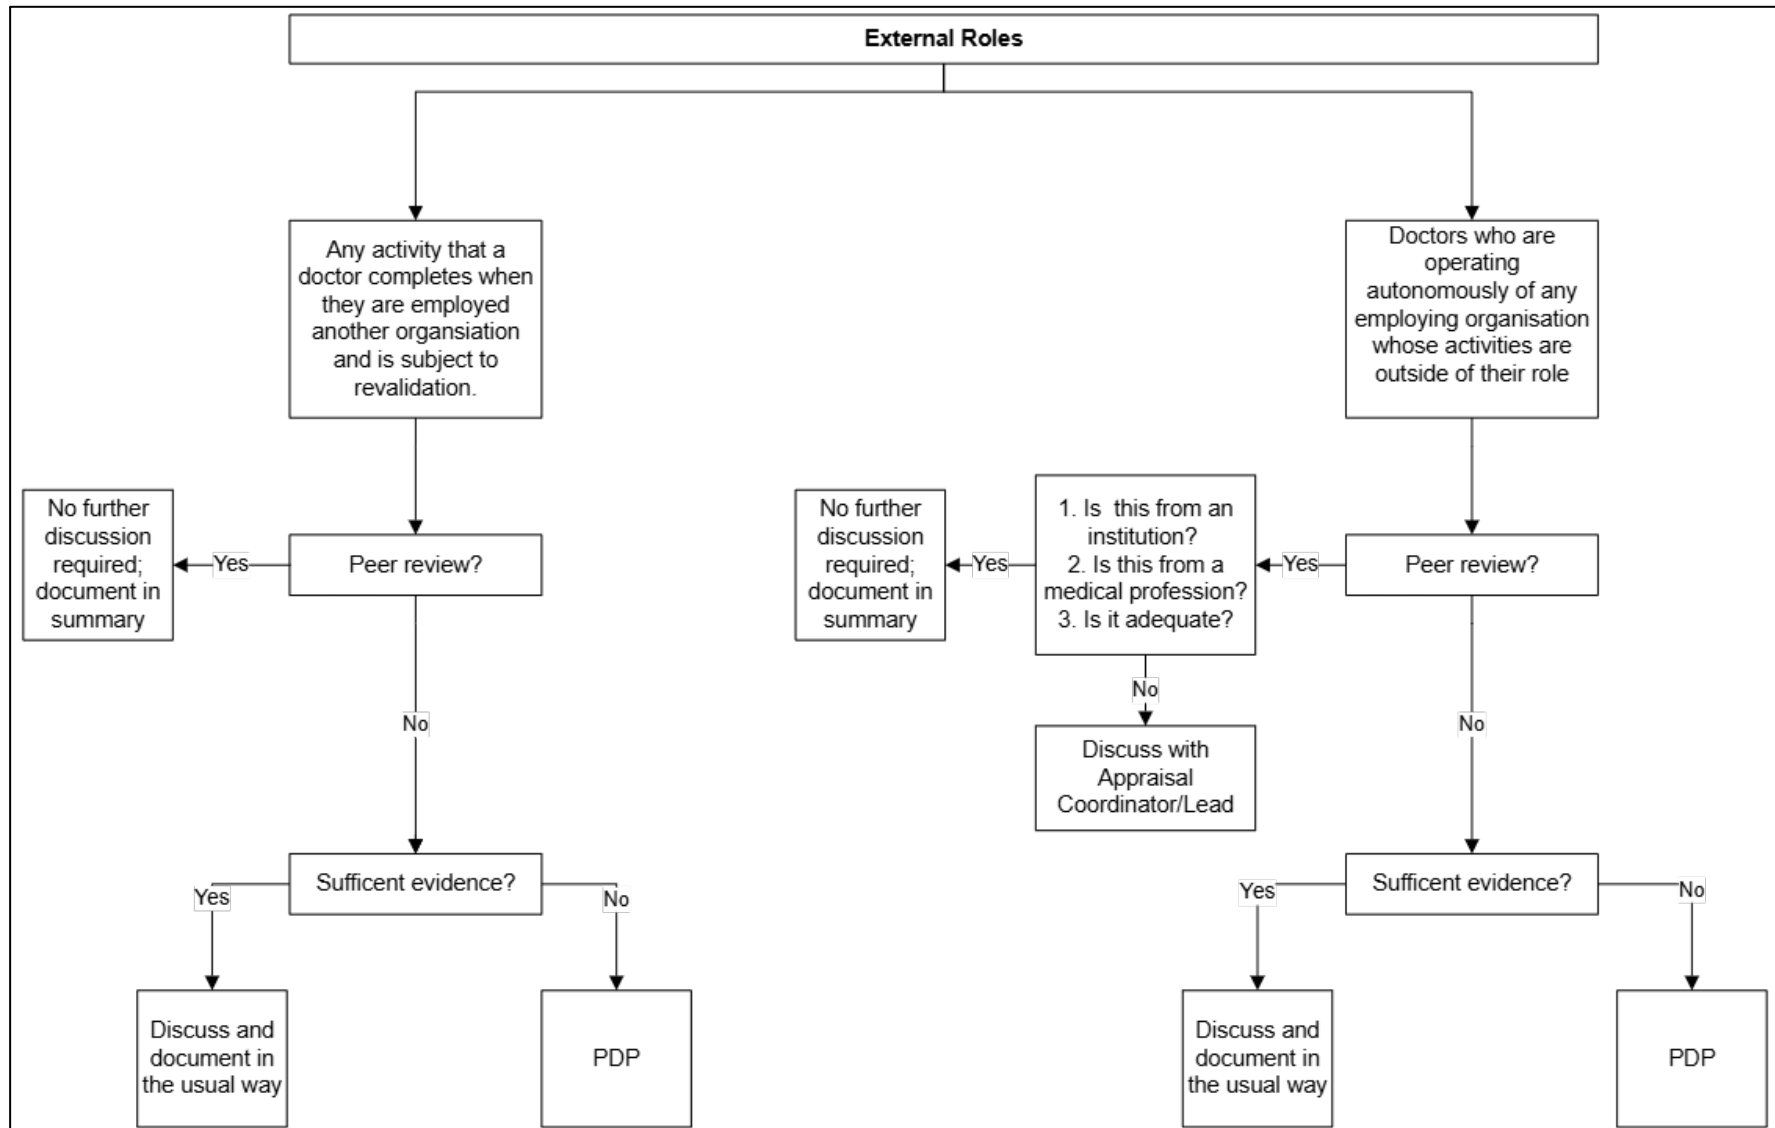 External Roles
Any activity that a
doctor completes when
they are employed
another organsiation
and is subject to
revalidation.
Doctors who are
operating
autonomously of any
employing organisation
whose activities are
outside of their role
No further
discussion
required;
document in
summary
Yes
Peer review?
No further
discussion
required;
document in
summary
Yes
1. Is this from an
institution?
2. Is this from a
medical profession?
3. Is it adequate?
Yes
Peer review?
No
No
No
Discuss with
Appraisal
Coordinator/Lead
Yes
Sufficent evidence?
No
Yes
Sufficent evidence?
No
Discuss and
document in
the usual way
PDP
Discuss and
document in
the usual way
PDP